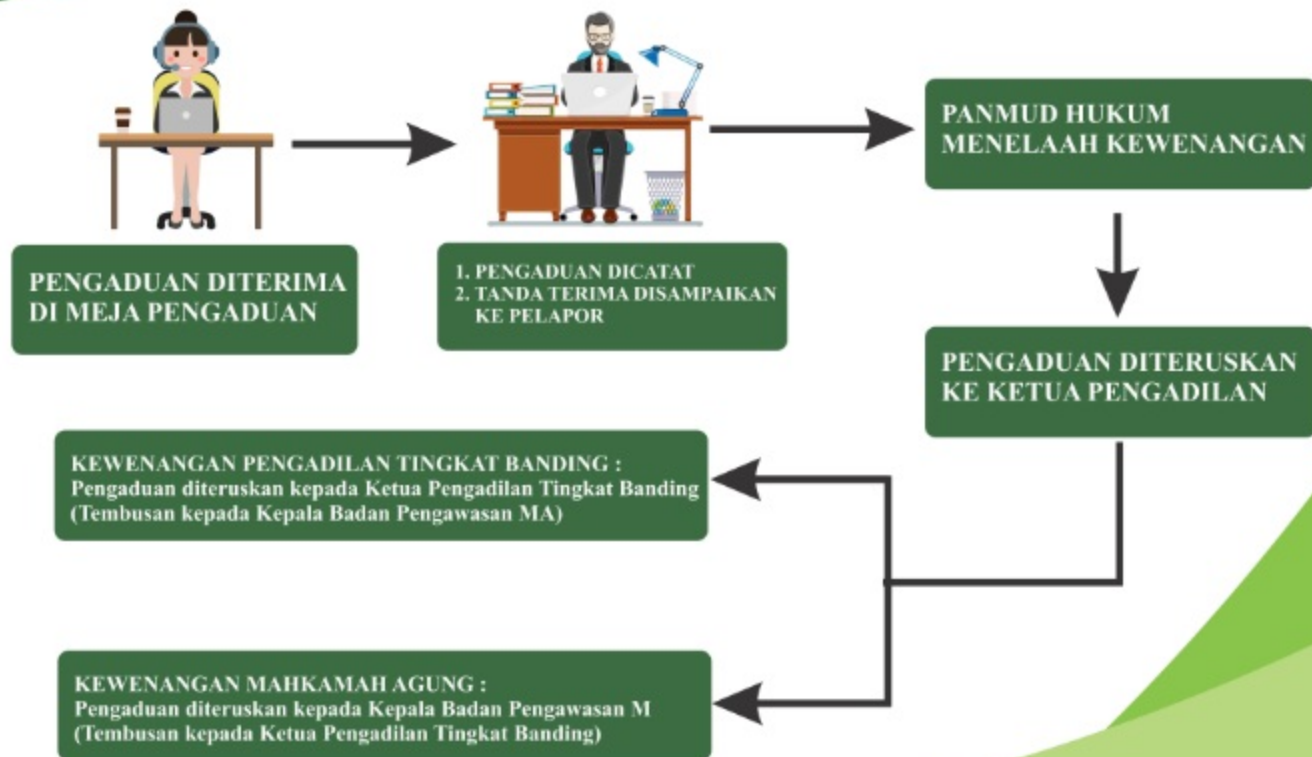 PENGADUAN DITERIMA
DI MEJA PENGADUAN
1. PENGADUAN DICATAT
2. TANDA TERIMA DISAMPAIKAN
KE PELAPOR
PANMUD HUKUM
MENELAAH KEWENANGAN
PENGADUAN DITERUSKAN
KE KETUA PENGADILAN
KEWENANGAN PENGADILAN TINGKAT BANDING :
Pengaduan diteruskan kepada Ketua Pengadilan Tingkat Banding
(Tembusan kepada Kepala Badan Pengawasan MA)
KEWENANGAN MAHKAMAH AGUNG :
Pengaduan diteruskan kepada Kepala Badan Pengawasan M
(Tembusan kepada Ketua Pengadilan Tingkat Banding)